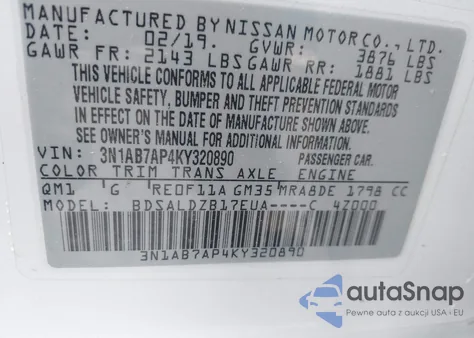 MANUFACTURED BY NISSAN MOTOR CO., LTD.
DATE: 02/19. GVWR: 3876 LBS
GAWR FR: 2143 LBS GAWR RR: 1881 LBS
THIS VEHICLE CONFORMS TO ALL APPLICABLE FEDERAL MOTOR
VEHICLE SAFETY, BUMPER AND THEFT PREVENTION STANDARDS
IN EFFECT ON THE DATE OF MANUFACTURE SHOWN ABOVE.
SEE OWNER'S MANUAL FOR ADDITIONAL INFORMATION
VIN: 3N1AB7AP4KY320890 PASSENGER CAR.
COLOR TRIM TRANS AXLE ENGINE
QM1 G RE0F11A GM35 MRA8DE 1798 CC
MODEL: BDSALDZB17EUA----C 4Z000
3N1AB7AP4KY320890
autoSnap
Pewne auta z aukcji USA - EU